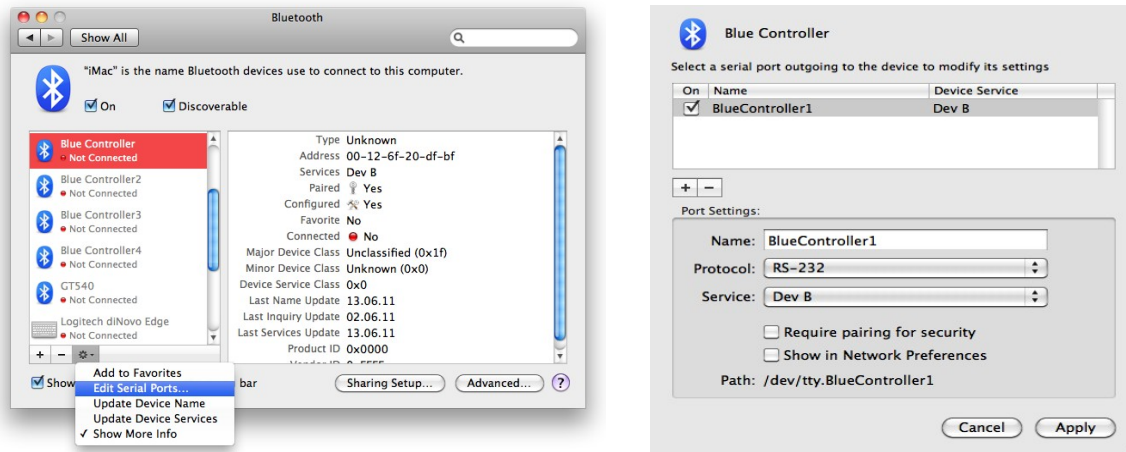 Bluetooth
Show All
"iMac" is the name Bluetooth devices use to connect to this computer.
On
Discoverable
Blue Controller
Not Connected
Blue Controller2
Not Connected
Blue Controller3
Not Connected
Blue Controller4
Not Connected
GT540
Not Connected
Logitech diNovo Edge
Not Connected
Type Unknown
Address 00-12-6f-20-df-bf
Services Dev B
Paired Yes
Configured Yes
Favorite No
Connected No
Major Device Class Unclassified (0x1f)
Minor Device Class Unknown (0x0)
Device Service Class 0x0
Last Name Update 13.06.11
Last Inquiry Update 02.06.11
Last Services Update 13.06.11
Product ID 0x0000
+ −
Show
bar
Sharing Setup...
Advanced...
?
Add to Favorites
Edit Serial Ports...
Update Device Name
Update Device Services
✓ Show More Info
Blue Controller
Select a serial port outgoing to the device to modify its settings
On Name Device Service
BlueController1 Dev B
+ −
Port Settings:
Name: BlueController1
Protocol: RS-232
Service: Dev B
Require pairing for security
Show in Network Preferences
Path: /dev/tty.BlueController1
Cancel
Apply